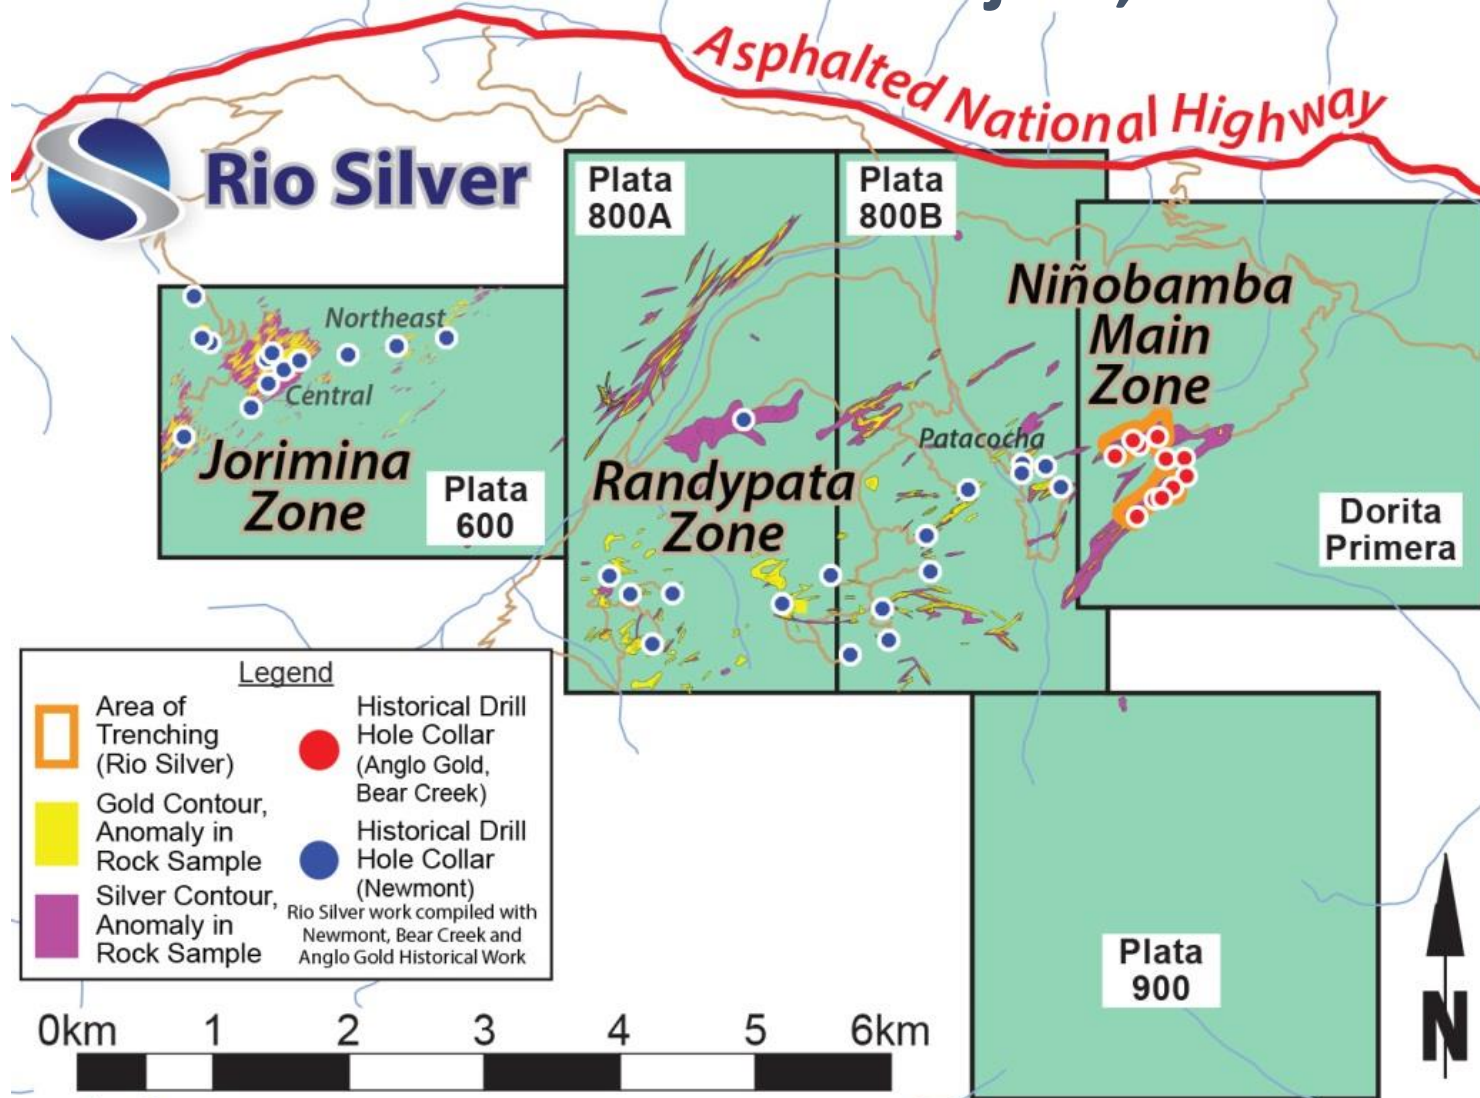 Asphalted National Highway
Rio Silver
Plata
800A
Plata
800B
Niñobamba
Main
Zone
Northeast
Central
Jorimina
Zone
Plata
600
Randypata
Zone
Patacocha
Dorita
Primera
Legend
Area of
Trenching
(Rio Silver)
Gold Contour,
Anomaly in
Rock Sample
Silver Contour,
Anomaly in
Rock Sample
Historical Drill
Hole Collar
(Anglo Gold,
Bear Creek)
Historical Drill
Hole Collar
(Newmont)
Rio Silver work compiled with
Newmont, Bear Creek and
Anglo Gold Historical Work
Plata
900
N
0km 1 2 3 4 5 6km